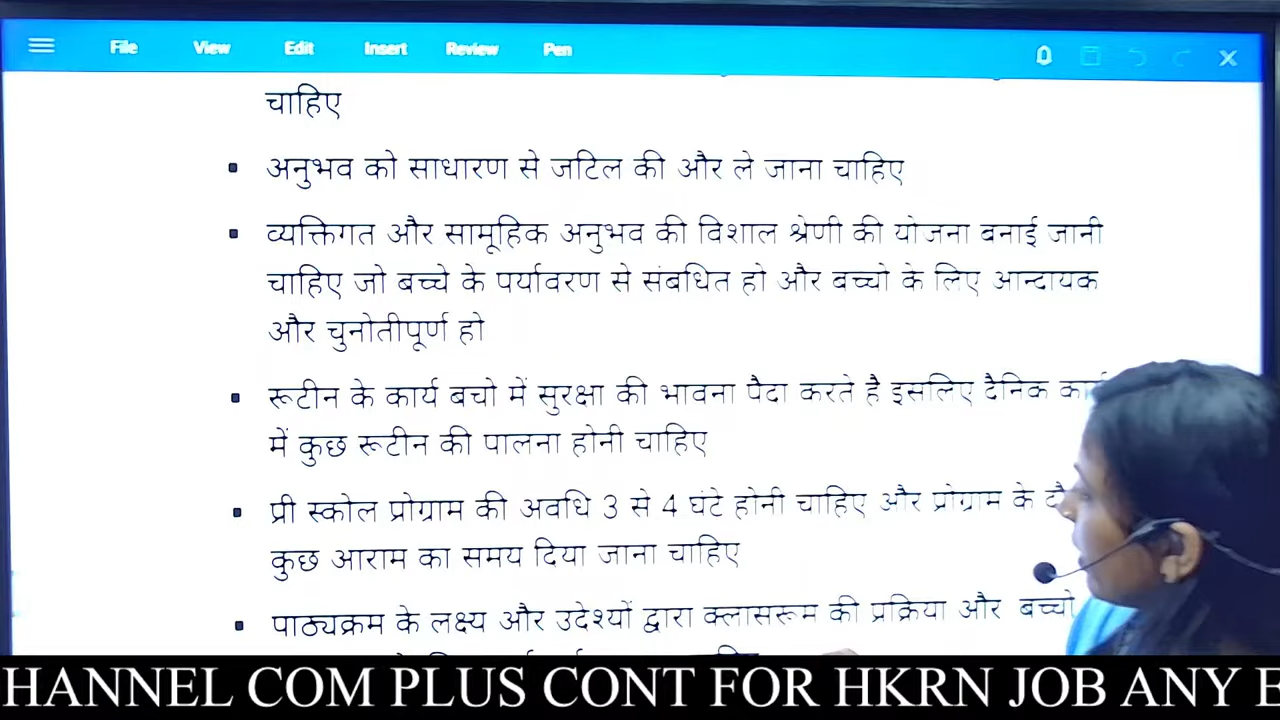 File View Edit Insert Review Pen
चाहिए
▪ अनुभव को साधारण से जटिल की और ले जाना चाहिए
▪ व्यक्तिगत और सामूहिक अनुभव की विशाल श्रेणी की योजना बनाई जानी
चाहिए जो बच्चे के पर्यावरण से संबधित हो और बच्चो के लिए आन्दायक
और चुनोतीपूर्ण हो
▪ रूटीन के कार्य बचो में सुरक्षा की भावना पैदा करते है इसलिए दैनिक
में कुछ रूटीन की पालना होनी चाहिए
▪ प्री स्कोल प्रोग्राम की अवधि 3 से 4 घंटे होनी चाहिए और प्रोग्राम के
कुछ आराम का समय दिया जाना चाहिए
▪ पाठ्यक्रम के लक्ष्य और उदेश्यों द्वारा क्लासरूम की प्रक्रिया और बच्चो
HANNEL COM PLUS CONT FOR HKRN JOB ANY E